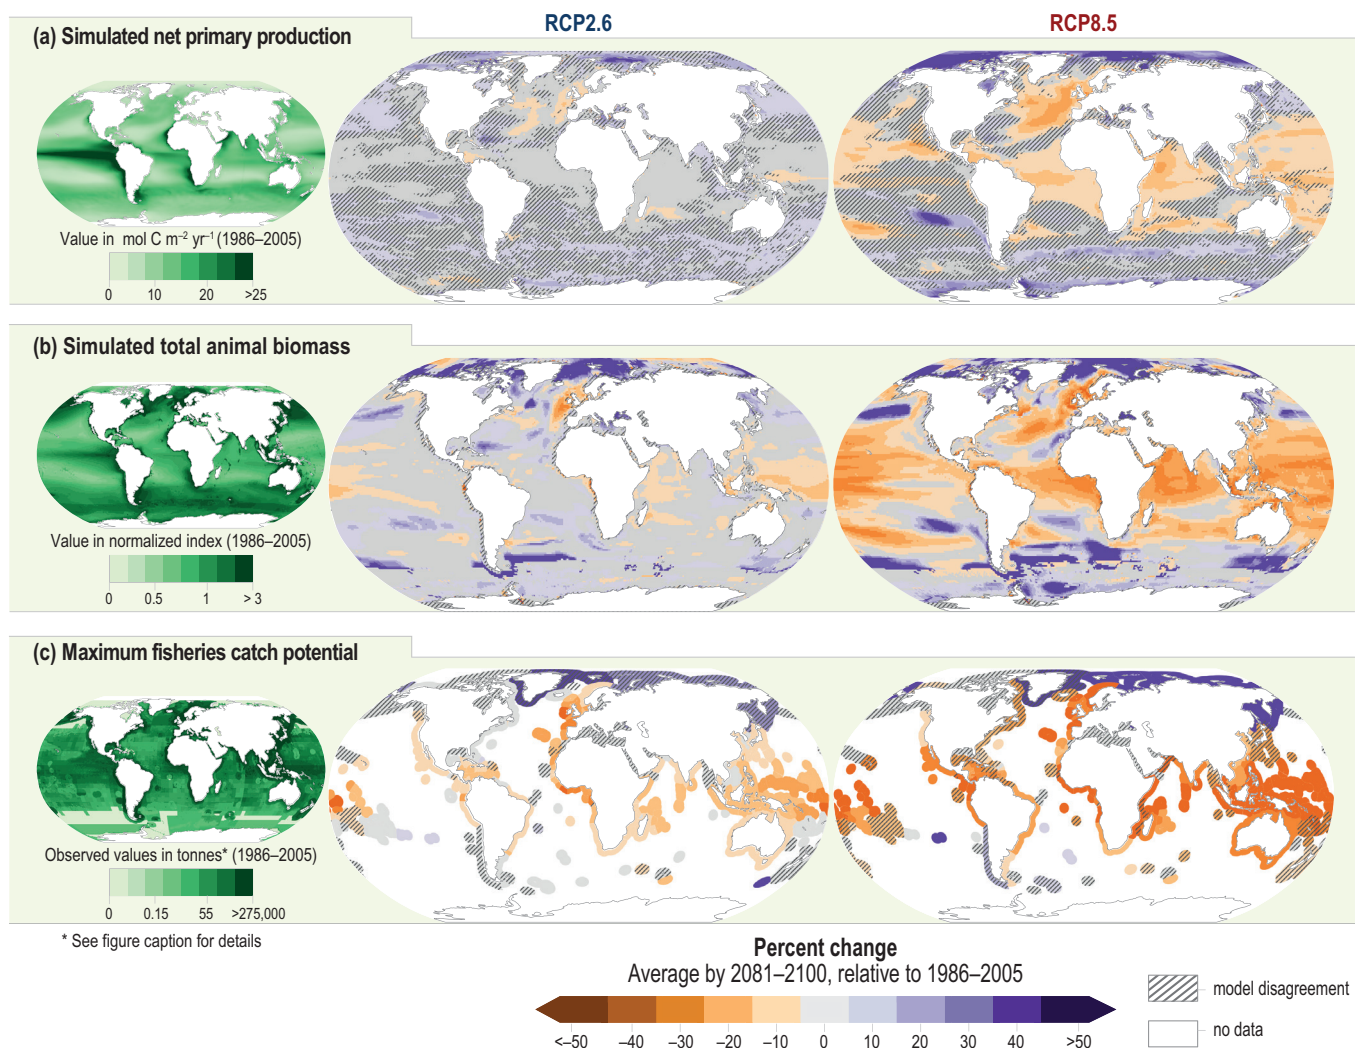 RCP2.6
RCP8.5
(a) Simulated net primary production
Value in mol C m⁻² yr⁻¹ (1986–2005)
0 10 20 >25
(b) Simulated total animal biomass
Value in normalized index (1986–2005)
0 0.5 1 > 3
(c) Maximum fisheries catch potential
Observed values in tonnes* (1986–2005)
0 0.15 55 >275,000
* See figure caption for details
Percent change
Average by 2081–2100, relative to 1986–2005
<–50 –40 –30 –20 –10 0 10 20 30 40 >50
model disagreement
no data